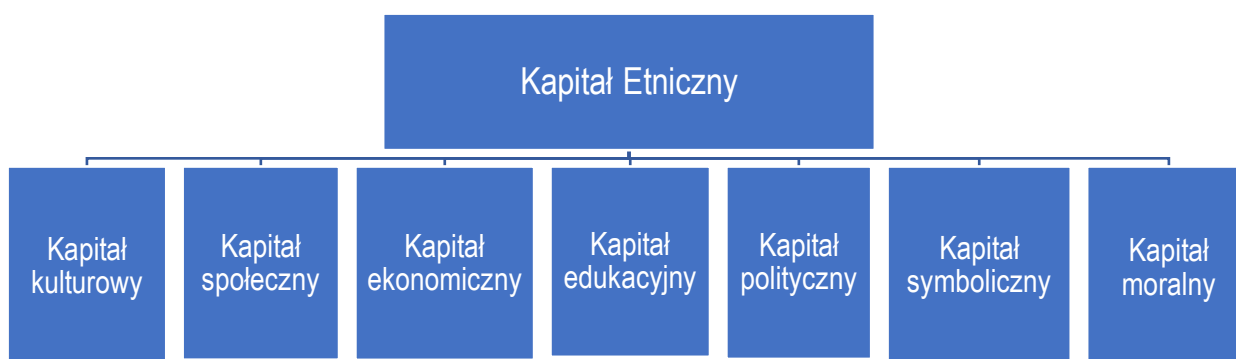 Kapitał Etniczny
Kapitał
kulturowy
Kapitał
społeczny
Kapitał
ekonomiczny
Kapitał
edukacyjny
Kapitał
polityczny
Kapitał
symboliczny
Kapitał
moralny